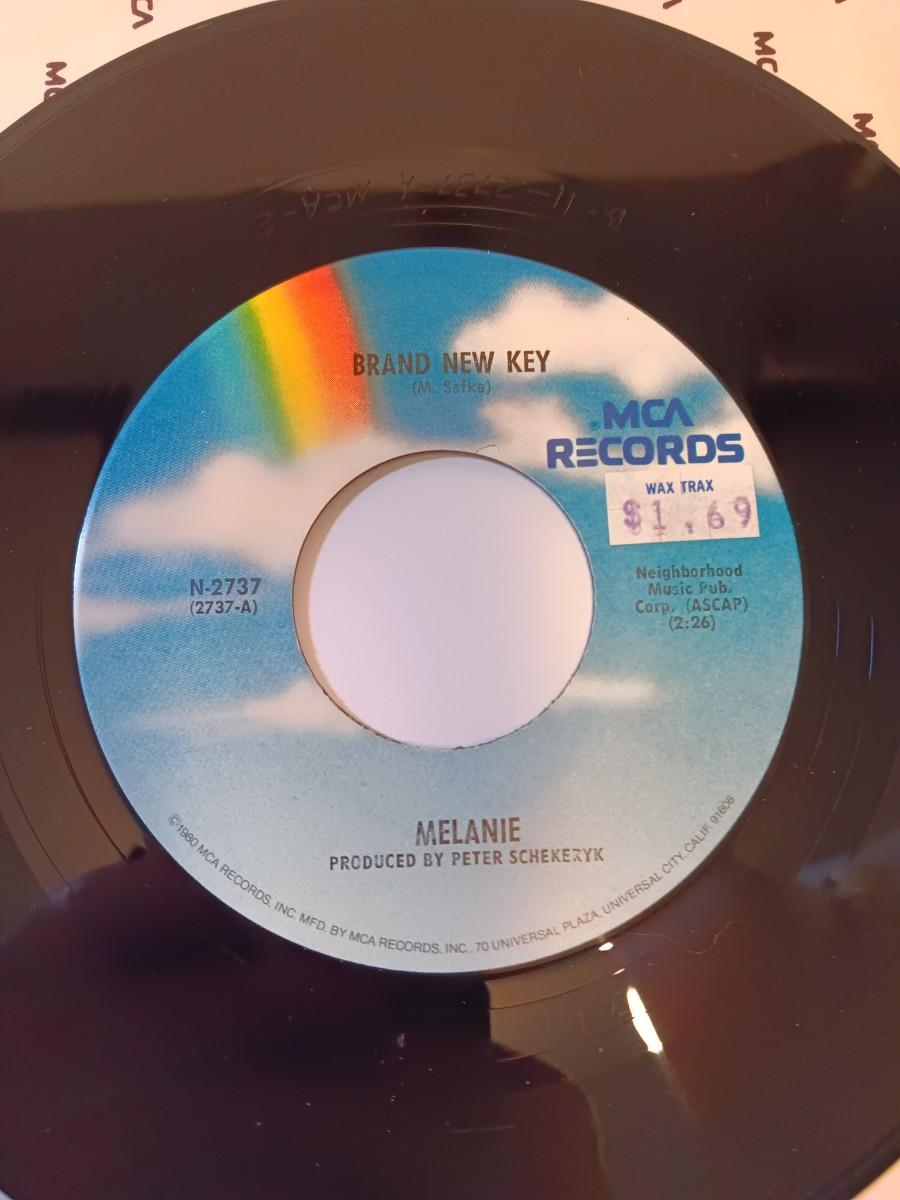 MCA
MCA
BRAND NEW KEY
(M. Safka)
MCA
RECORDS
WAX TRAX
$1.69
N-2737
(2737-A)
Neighborhood
Music Pub.
Corp. (ASCAP)
(2:26)
MELANIE
PRODUCED BY PETER SCHEKERYK
©1980 MCA RECORDS, INC. MFD. BY MCA RECORDS, INC., 70 UNIVERSAL PLAZA, UNIVERSAL CITY, CALIF. 91608